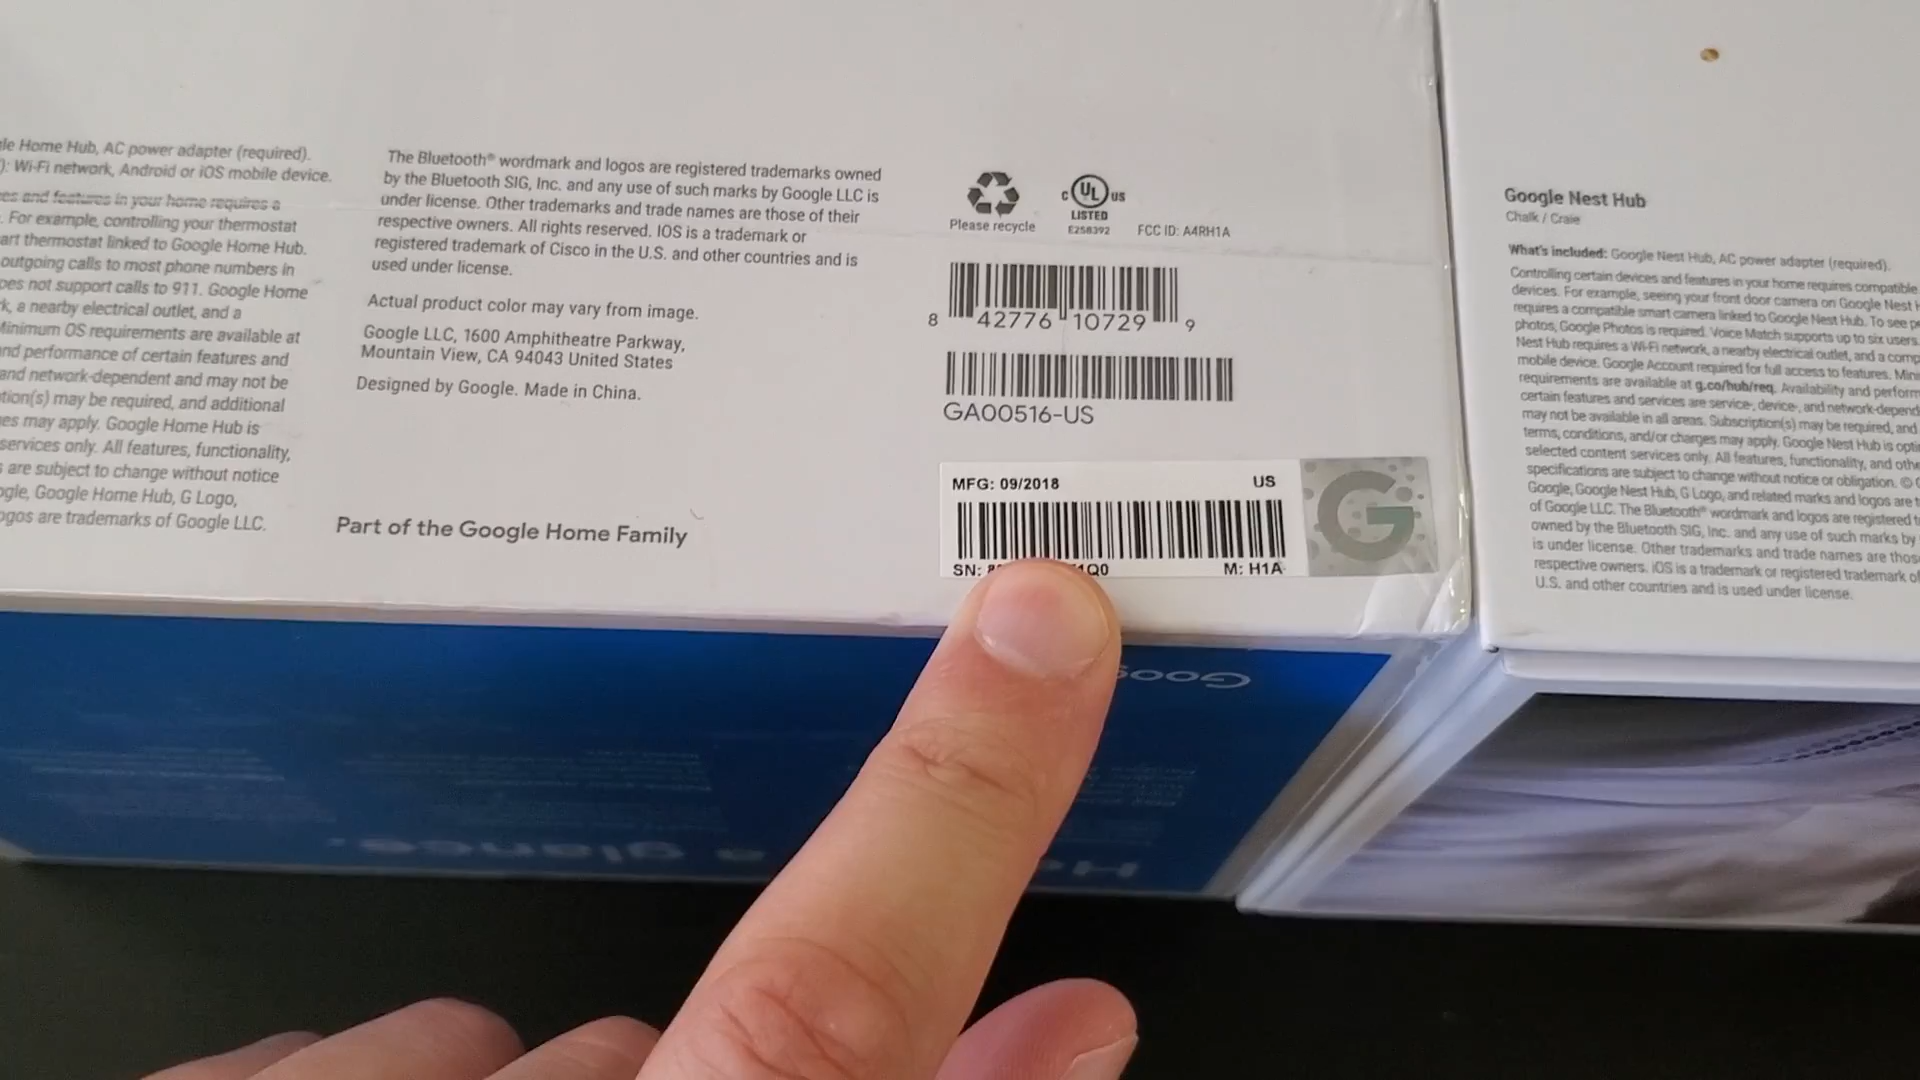 Home Hub, AC power adapter (required).
: Wi-Fi network, Android or iOS mobile device.
and features in your home requires a
. For example, controlling your thermostat
thermostat linked to Google Home Hub.
outgoing calls to most phone numbers in
not support calls to 911. Google Home
, a nearby electrical outlet, and a
Minimum OS requirements are available at
and performance of certain features and
and network-dependent and may not be
may be required, and additional
may apply. Google Home Hub is
services only. All features, functionality,
are subject to change without notice
Google Home Hub, G Logo,
are trademarks of Google LLC.
The Bluetooth® wordmark and logos are registered trademarks owned
by the Bluetooth SIG, Inc. and any use of such marks by Google LLC is
under license. Other trademarks and trade names are those of their
respective owners. All rights reserved. IOS is a trademark or
registered trademark of Cisco in the U.S. and other countries and is
used under license.
Actual product color may vary from image.
Google LLC, 1600 Amphitheatre Parkway,
Mountain View, CA 94043 United States
Designed by Google. Made in China.
Part of the Google Home Family
Please recycle
C UL US
LISTED
E258392
FCC ID: A4RH1A
8 42776 10729 9
GA00516-US
MFG: 09/2018 US
SN: 1Q0 M: H1A
G
a glance.
Google Nest Hub
Chalk / Craie
What's included: Google Nest Hub, AC power adapter (required).
Controlling certain devices and features in your home requires compatible
devices. For example, seeing your front door camera on Google Nest
requires a compatible smart camera linked to Google Nest Hub. To see
photos, Google Photos is required. Voice Match supports up to six users.
Nest Hub requires a Wi-Fi network, a nearby electrical outlet, and a
mobile device. Google Account required for full access to features.
requirements are available at g.co/hub/req. Availability and
certain features and services are service-, device-, and
may not be available in all areas. Subscription(s) may be required, and
terms, conditions, and/or charges may apply. Google Nest Hub is
selected content services only. All features, functionality, and
specifications are subject to change without notice or obligation. ©
Google, Google Nest Hub, G Logo, and related marks and logos are
of Google LLC. The Bluetooth® wordmark and logos are registered
owned by the Bluetooth SIG, Inc. and any use of such marks by
is under license. Other trademarks and trade names are
respective owners. iOS is a trademark or registered trademark
U.S. and other countries and is used under license.